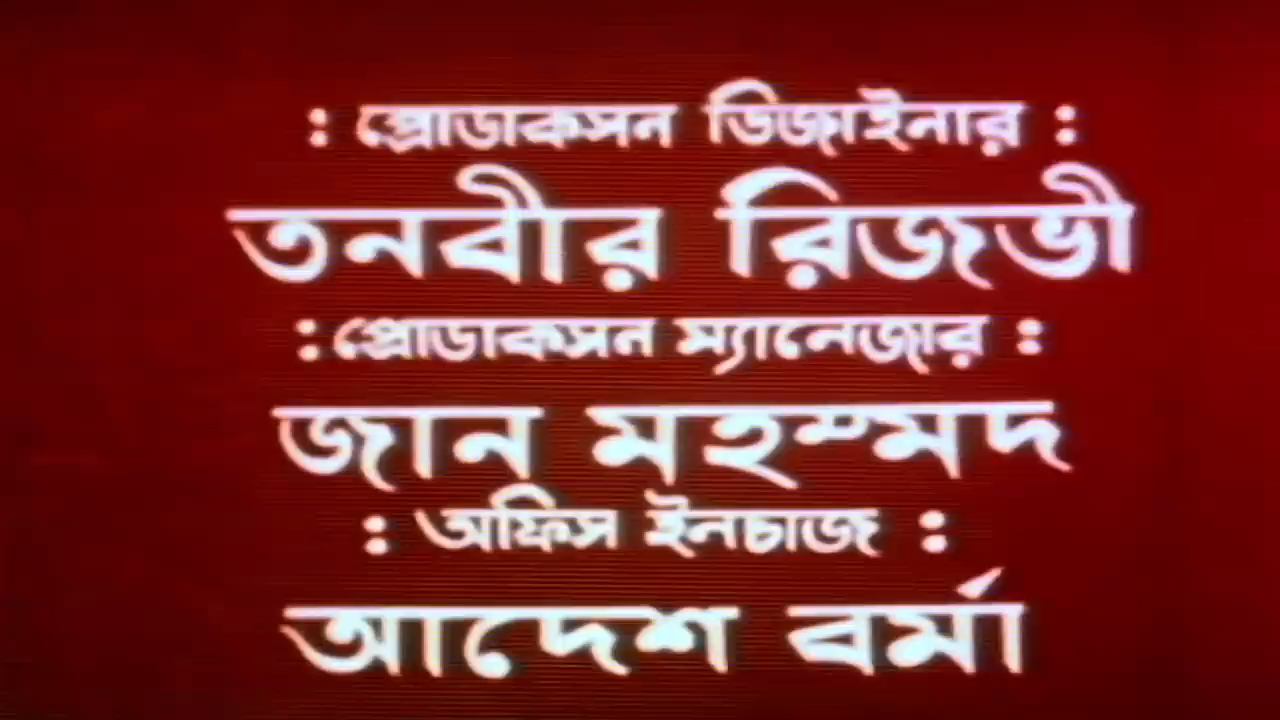 : প্রোডাকসন ডিজাইনার :
তনবীর রিজভী
: প্রোডাকসন ম্যানেজার :
জান মহম্মদ
: অফিস ইনচাজ :
আদেশ বর্মা